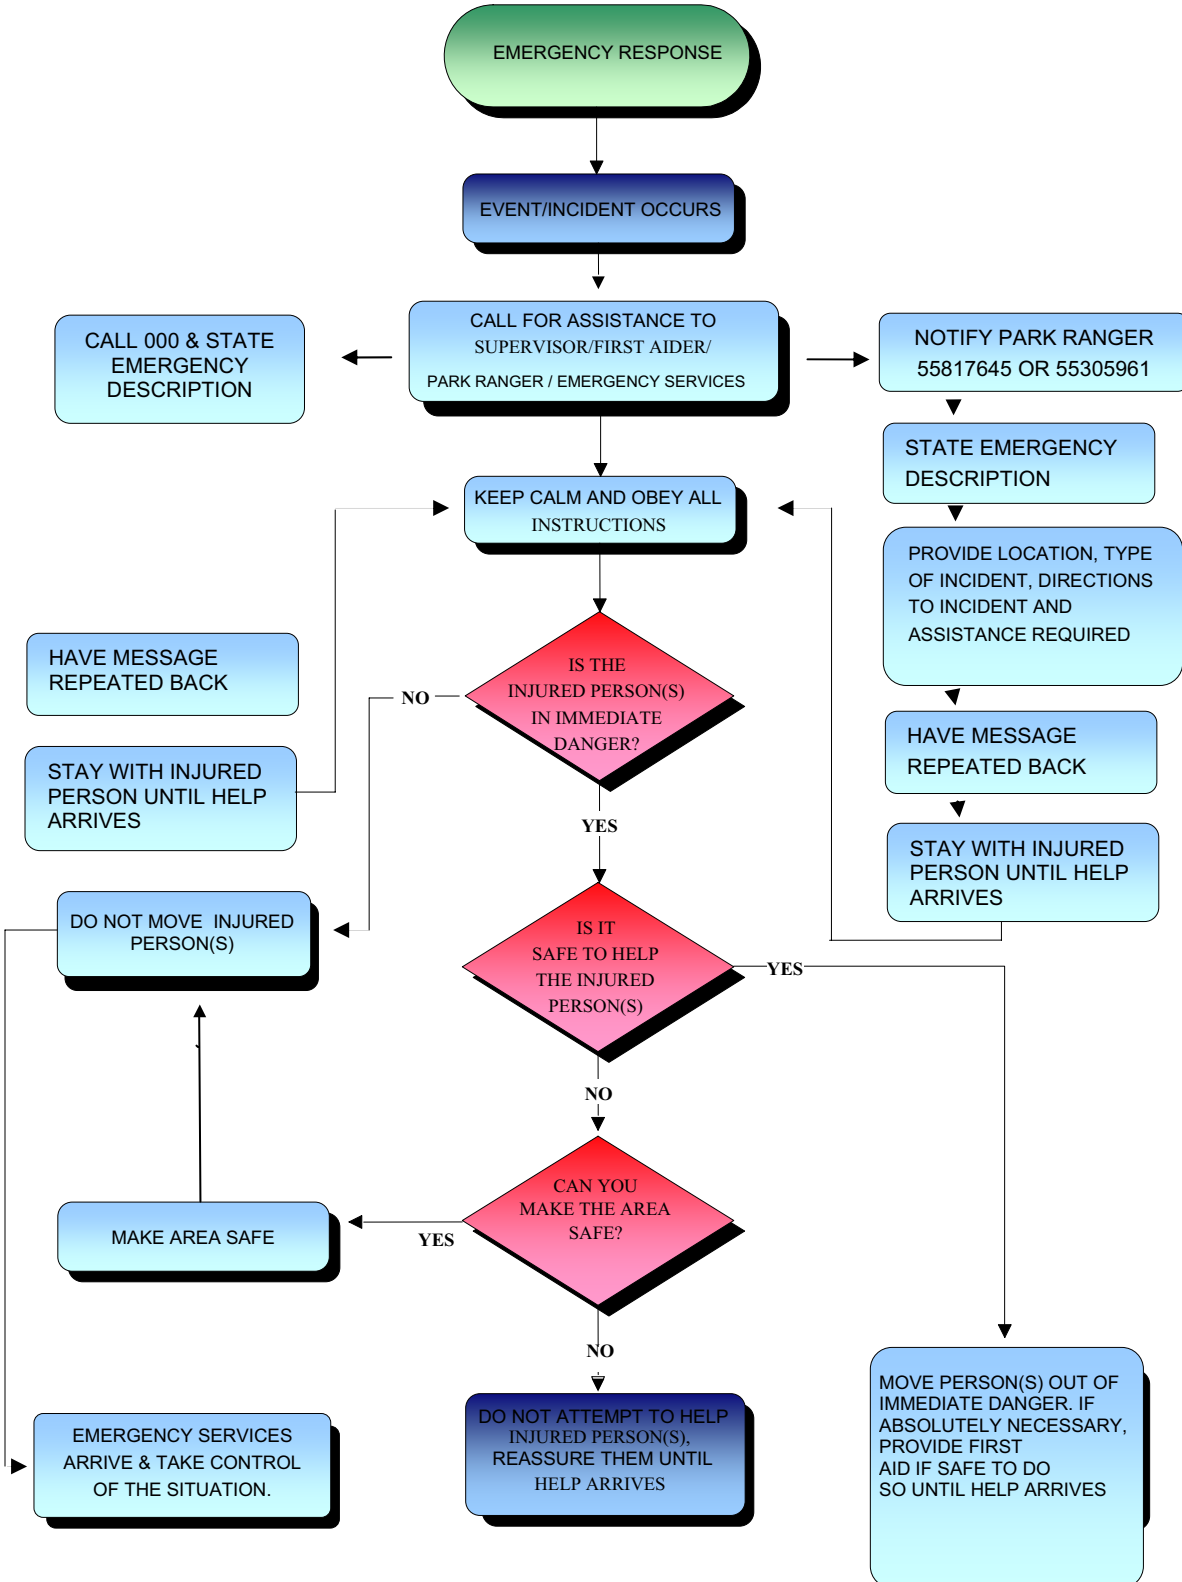 EMERGENCY RESPONSE
EVENT/INCIDENT OCCURS
CALL FOR ASSISTANCE TO
SUPERVISOR/FIRST AIDER/
PARK RANGER / EMERGENCY SERVICES
CALL 000 & STATE
EMERGENCY
DESCRIPTION
NOTIFY PARK RANGER
55817645 OR 55305961
STATE EMERGENCY
DESCRIPTION
KEEP CALM AND OBEY ALL
INSTRUCTIONS
PROVIDE LOCATION, TYPE
OF INCIDENT, DIRECTIONS
TO INCIDENT AND
ASSISTANCE REQUIRED
HAVE MESSAGE
REPEATED BACK
IS THE
INJURED PERSON(S)
IN IMMEDIATE
DANGER?
NO
HAVE MESSAGE
REPEATED BACK
STAY WITH INJURED
PERSON UNTIL HELP
ARRIVES
YES
STAY WITH INJURED
PERSON UNTIL HELP
ARRIVES
DO NOT MOVE INJURED
PERSON(S)
IS IT
SAFE TO HELP
THE INJURED
PERSON(S)
YES
NO
CAN YOU
MAKE THE AREA
SAFE?
YES
MAKE AREA SAFE
NO
DO NOT ATTEMPT TO HELP
INJURED PERSON(S),
REASSURE THEM UNTIL
HELP ARRIVES
EMERGENCY SERVICES
ARRIVE & TAKE CONTROL
OF THE SITUATION.
MOVE PERSON(S) OUT OF
IMMEDIATE DANGER. IF
ABSOLUTELY NECESSARY,
PROVIDE FIRST
AID IF SAFE TO DO
SO UNTIL HELP ARRIVES